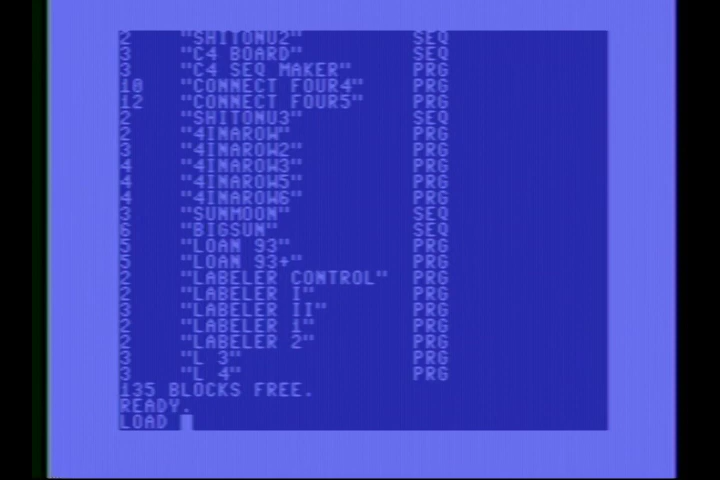 2 "SHITONU2" SEQ
3 "C4 BOARD" SEQ
3 "C4 SEQ MAKER" PRG
10 "CONNECT FOUR4" PRG
12 "CONNECT FOUR5" PRG
2 "SHITONU3" SEQ
2 "4INAROW" PRG
3 "4INAROW2" PRG
4 "4INAROW3" PRG
4 "4INAROW5" PRG
4 "4INAROW6" PRG
3 "SUNMOON" SEQ
6 "BIGSUN" SEQ
5 "LOAN 93" PRG
5 "LOAN 93+" PRG
2 "LABELER CONTROL" PRG
2 "LABELER I" PRG
3 "LABELER II" PRG
2 "LABELER 1" PRG
2 "LABELER 2" PRG
3 "L 3" PRG
3 "L 4" PRG
135 BLOCKS FREE.
READY.
LOAD